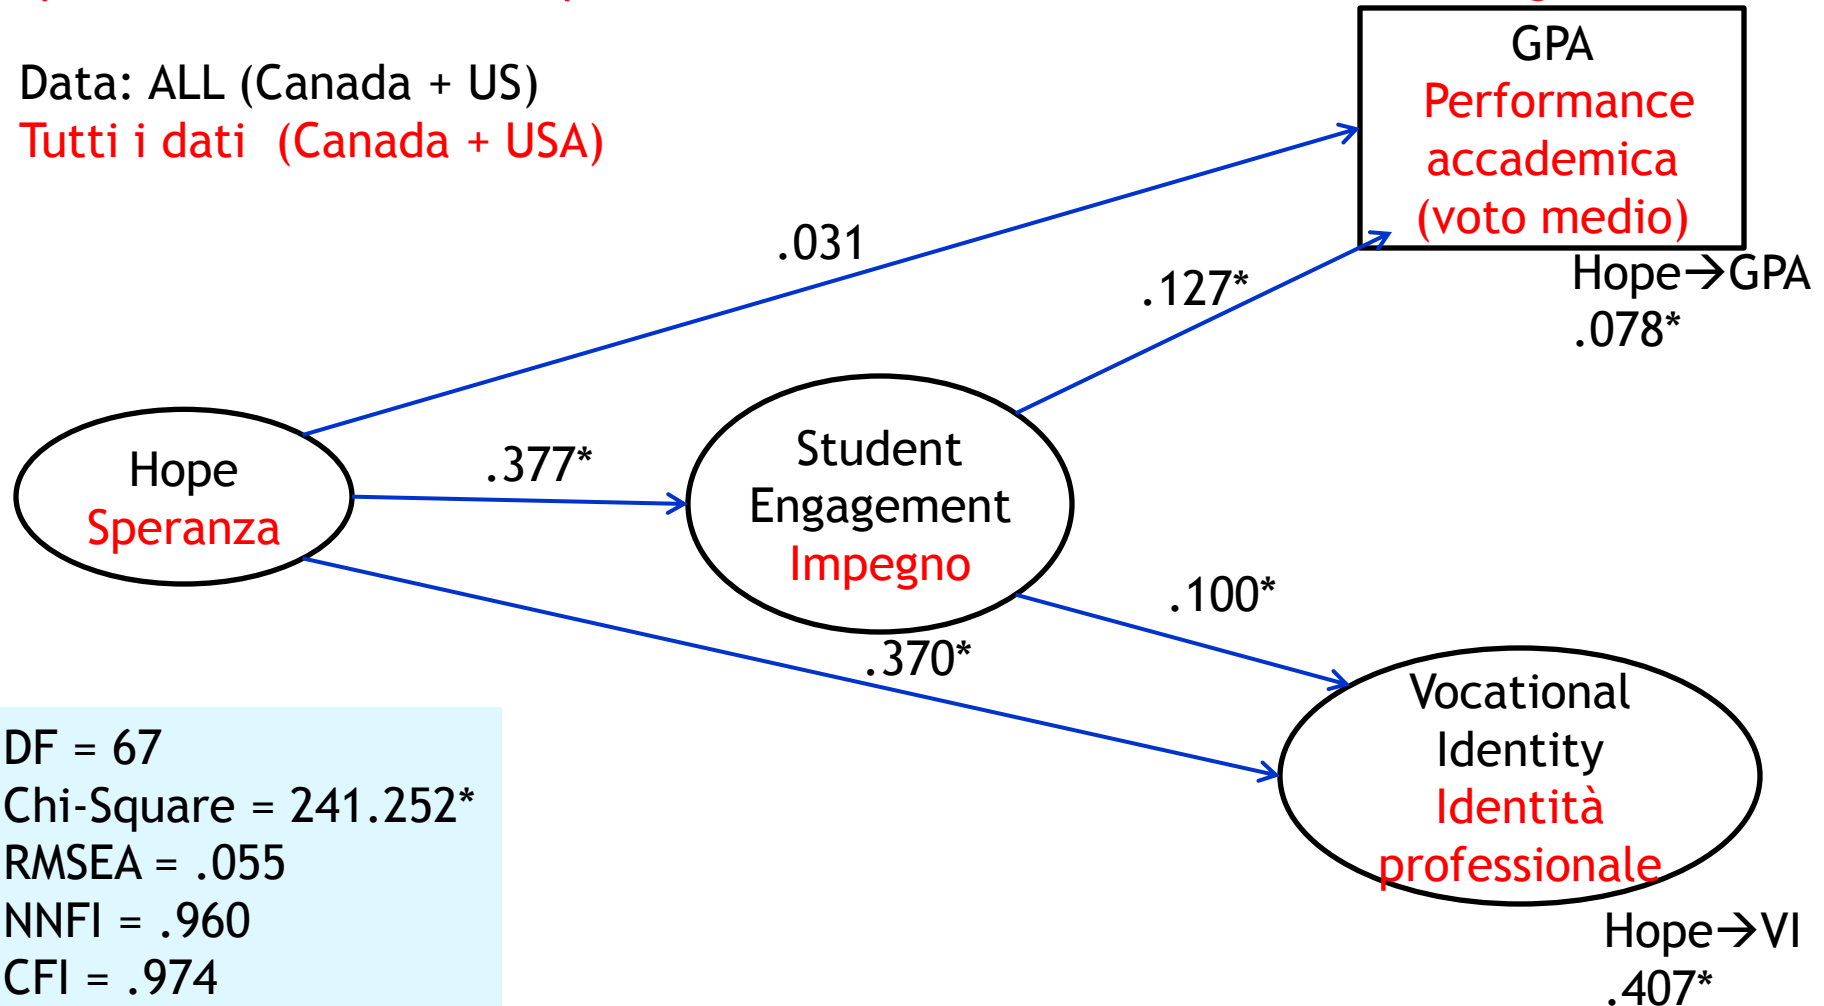 Data: ALL (Canada + US)
Tutti i dati (Canada + USA)
GPA
Performance
accademica
(voto medio)
Hope→GPA
.078*
.031
.127*
Hope
Speranza
.377*
Student
Engagement
Impegno
.100*
.370*
Vocational
Identity
Identità
professionale
Hope→VI
.407*
DF = 67
Chi-Square = 241.252*
RMSEA = .055
NNFI = .960
CFI = .974